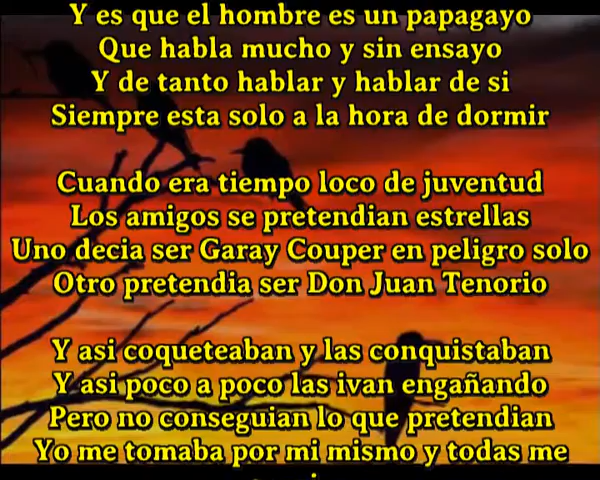 Y es que el hombre es un papagayo
Que habla mucho y sin ensayo
Y de tanto hablar y hablar de si
Siempre esta solo a la hora de dormir
Cuando era tiempo loco de juventud
Los amigos se pretendian estrellas
Uno decia ser Garay Couper en peligro solo
Otro pretendia ser Don Juan Tenorio
Y asi coqueteaban y las conquistaban
Y asi poco a poco las ivan engañando
Pero no conseguian lo que pretendian
Yo me tomaba por mi mismo y todas me